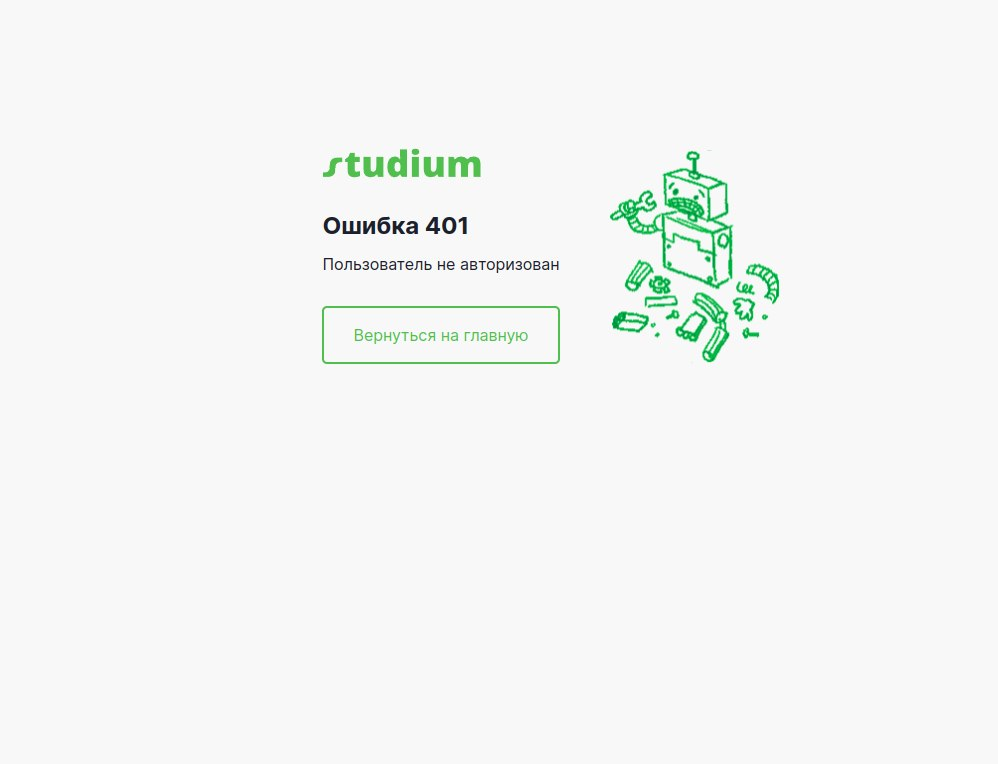 studium
Ошибка 401
Пользователь не авторизован
Вернуться на главную